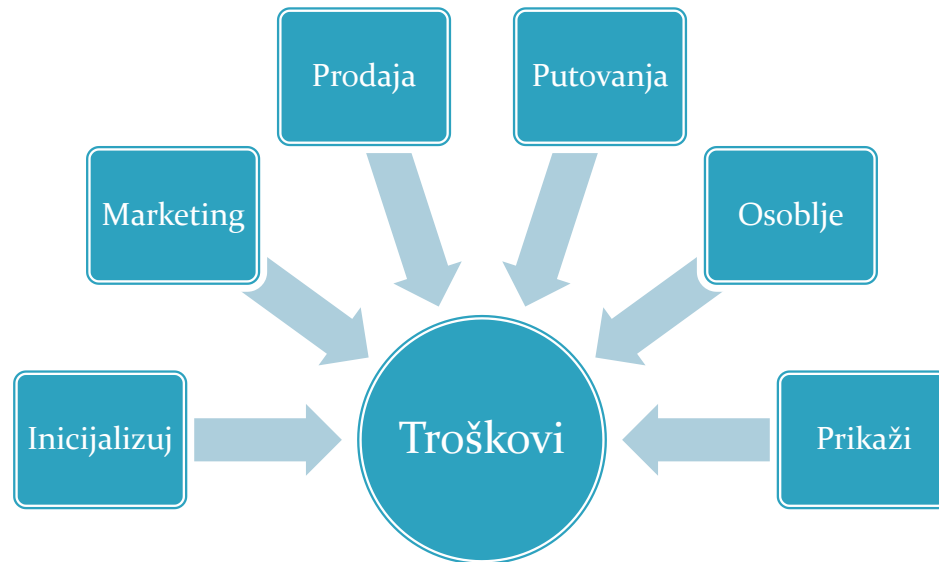 Prodaja
Putovanja
Marketing
Osoblje
Inicijalizuj
Troškovi
Prikaži